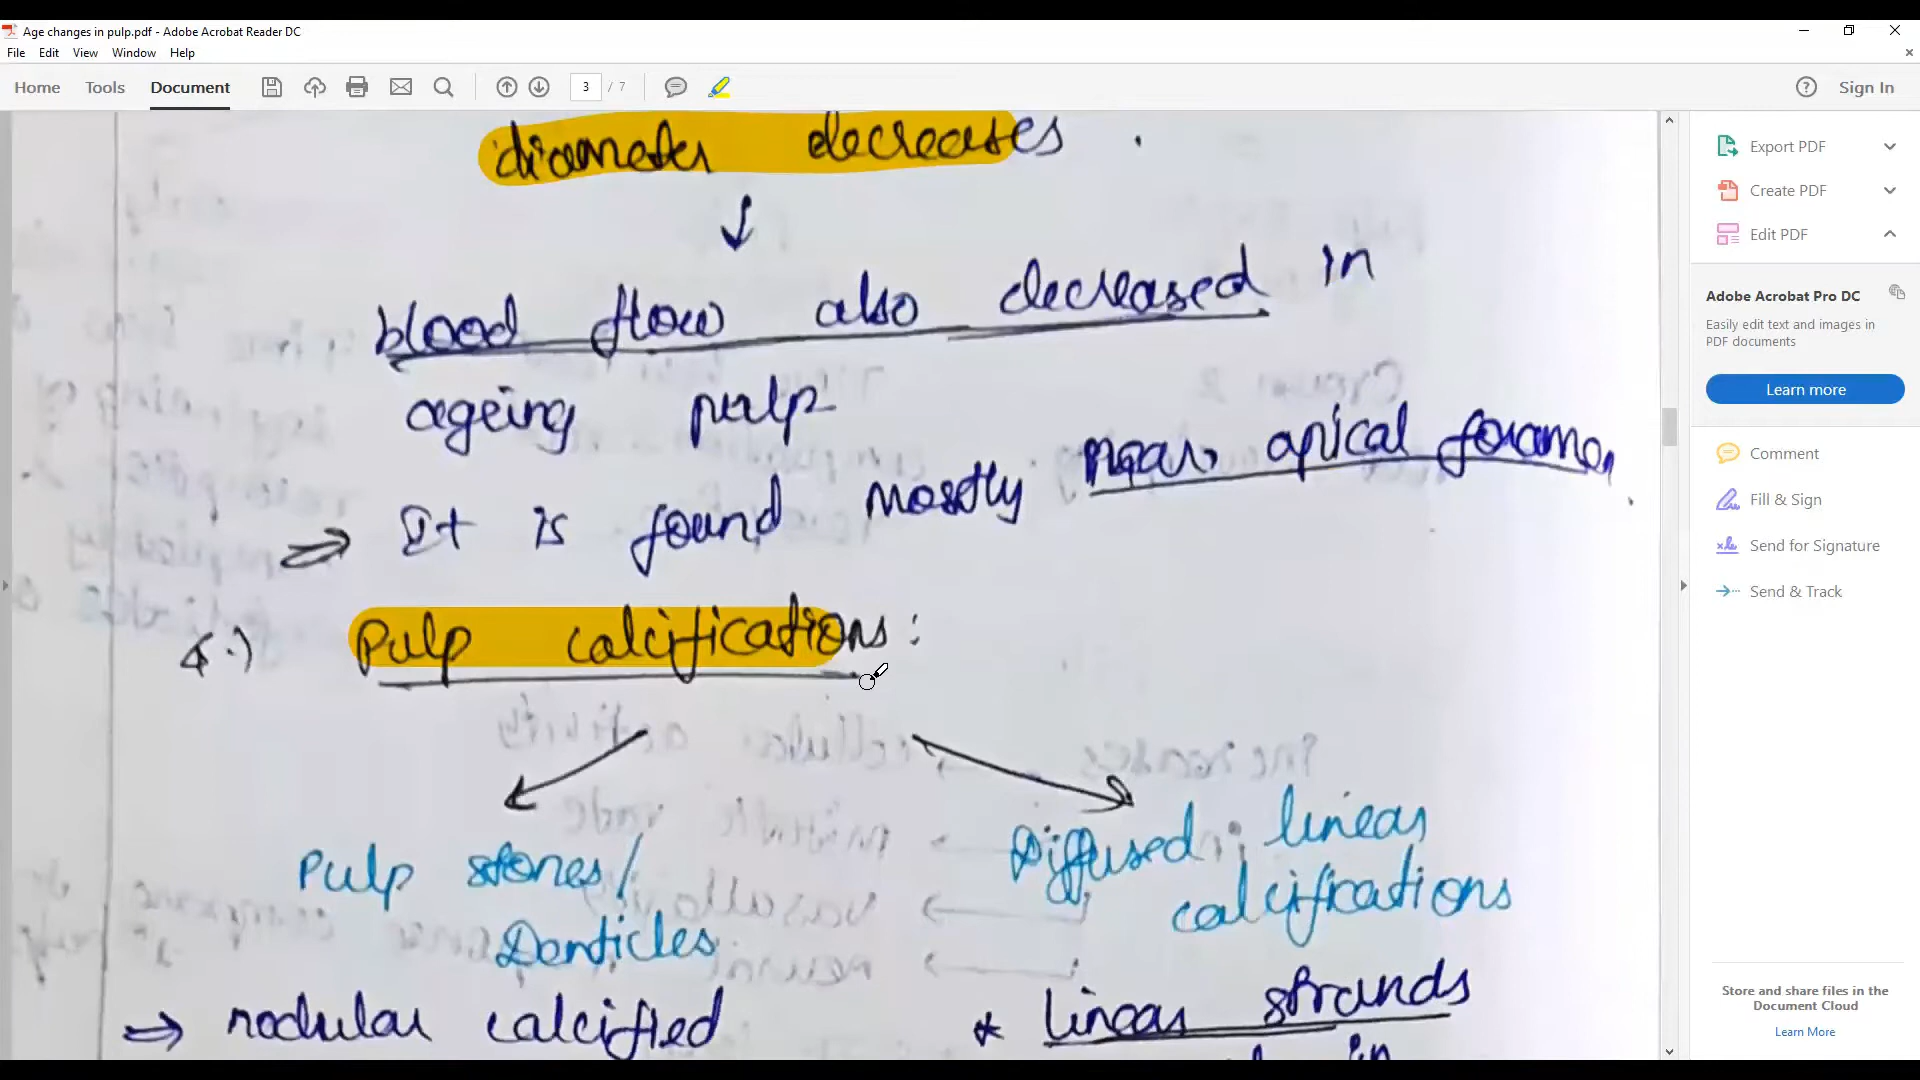 Age changes in pulp.pdf - Adobe Acrobat Reader DC
File Edit View Window Help
Home Tools Document 3 / 7 Sign In
diameter decreases.
blood flow also decreased in
ageing pulp
It is found mostly near apical foramen.
Pulp calcifications:
Pulp stones/
Denticles
⇒ nodular calcified
Diffused linear
calcifications
* linear strands
in
Export PDF
Create PDF
Edit PDF
Adobe Acrobat Pro DC
Easily edit text and images in
PDF documents
Learn more
Comment
Fill & Sign
Send for Signature
Send & Track
Store and share files in the
Document Cloud
Learn More